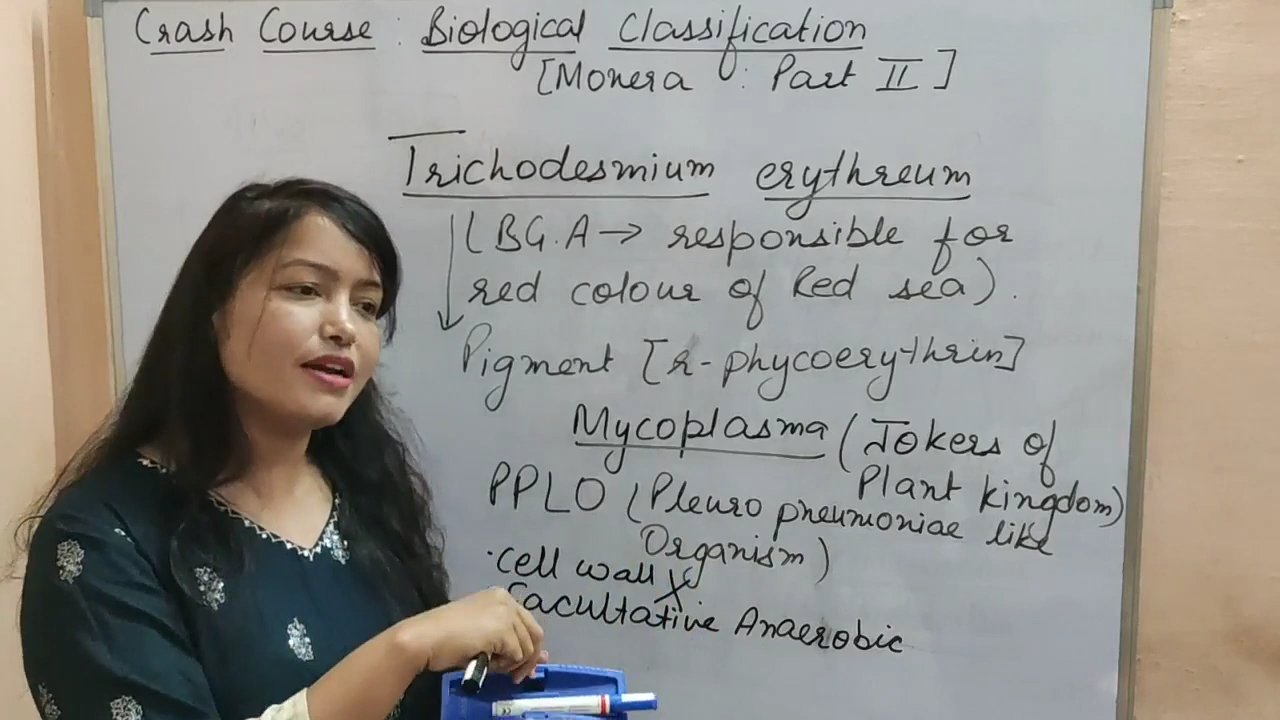 Crash Course : Biological Classification
[Monera : Part II]
Trichodesmium erythreum
(BG.A → responsible for
red colour of Red sea).
Pigment [r-phycoerythrin]
Mycoplasma (Jokers of
Plant kingdom)
PPLO (Pleuro pneumoniae like
Organism)
·Cell wall X
Facultative Anaerobic